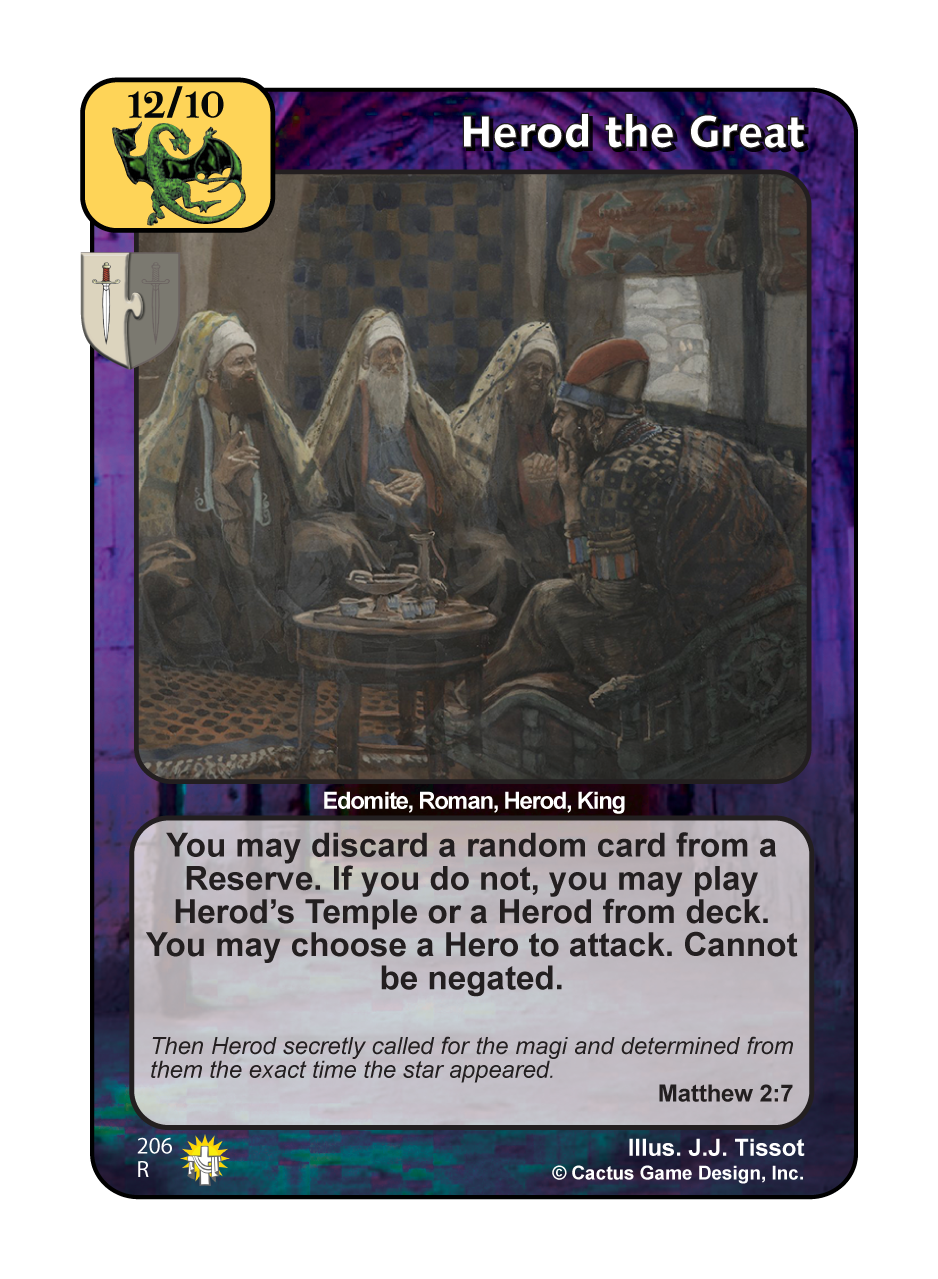 12/10
Herod the Great
Edomite, Roman, Herod, King
You may discard a random card from a
Reserve. If you do not, you may play
Herod’s Temple or a Herod from deck.
You may choose a Hero to attack. Cannot
be negated.
Then Herod secretly called for the magi and determined from
them the exact time the star appeared.
Matthew 2:7
206
R
Illus. J.J. Tissot
© Cactus Game Design, Inc.